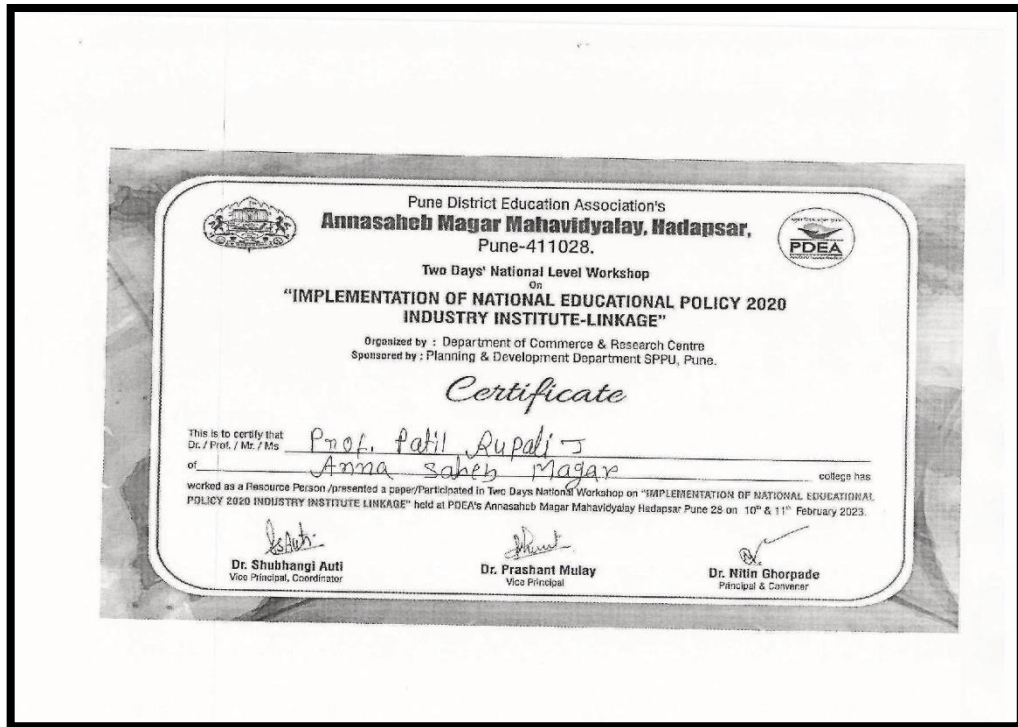 Pune District Education Association's
Annasaheb Magar Mahavidyalay, Hadapsar,
Pune-411028.
PDEA
Two Days' National Level Workshop
On
"IMPLEMENTATION OF NATIONAL EDUCATIONAL POLICY 2020
INDUSTRY INSTITUTE-LINKAGE"
Organized by : Department of Commerce & Research Centre
Sponsored by : Planning & Development Department SPPU, Pune.
Certificate
This is to certify that
Dr. / Prof. / Mr. / Ms Prof. Patil Rupali J
of Anna Saheb Magar college has
worked as a Resource Person /presented a paper/Participated in Two Days National Workshop on "IMPLEMENTATION OF NATIONAL EDUCATIONAL
POLICY 2020 INDUSTRY INSTITUTE LINKAGE" held at PDEA's Annasaheb Magar Mahavidyalay Hadapsar Pune 28 on 10th & 11th February 2023.
Dr. Shubhangi Auti
Vice Principal, Coordinator
Dr. Prashant Mulay
Vice Principal
Dr. Nitin Ghorpade
Principal & Convener